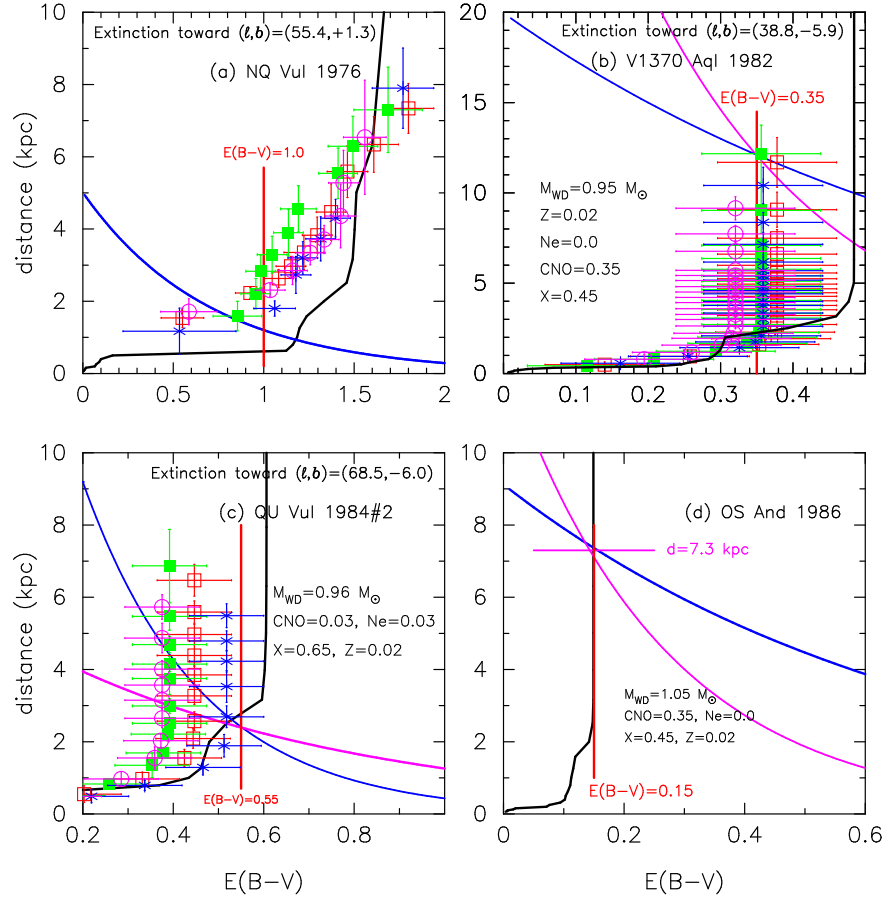 Extinction toward (ℓ,b)=(55.4,+1.3)
(a) NQ Vul 1976
E(B−V)=1.0
distance (kpc)
10
8
6
4
2
0
0 0.5 1 1.5 2
Extinction toward (ℓ,b)=(38.8,−5.9)
(b) V1370 Aql 1982
E(B−V)=0.35
M_WD=0.95 M_⊙
Z=0.02
Ne=0.0
CNO=0.35
X=0.45
20
15
10
5
0
0 0.2 0.4
Extinction toward (ℓ,b)=(68.5,−6.0)
(c) QU Vul 1984#2
M_WD=0.96 M_⊙
CNO=0.03, Ne=0.03
X=0.65, Z=0.02
E(B−V)=0.55
distance (kpc)
10
8
6
4
2
0
0.2 0.4 0.6 0.8
E(B−V)
(d) OS And 1986
d=7.3 kpc
M_WD=1.05 M_⊙
CNO=0.35, Ne=0.0
X=0.45, Z=0.02
E(B−V)=0.15
10
8
6
4
2
0
0 0.2 0.4 0.6
E(B−V)